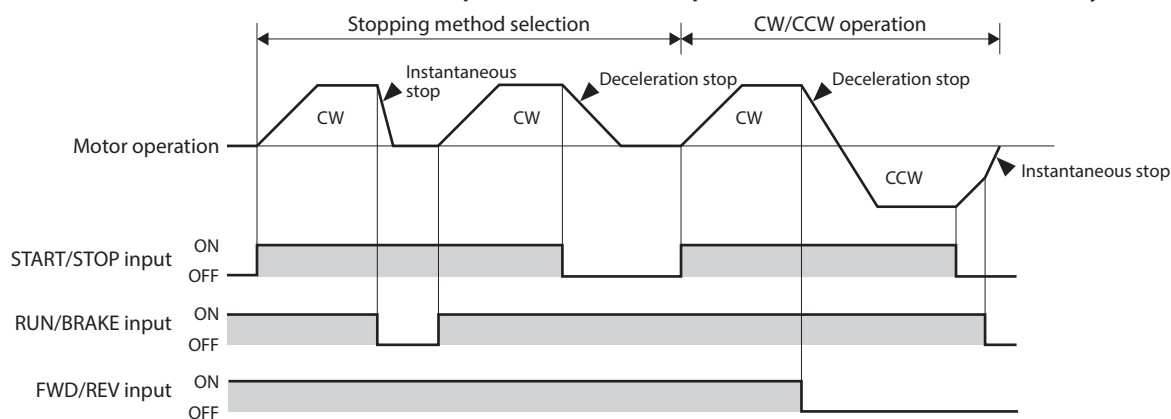 Stopping method selection CW/CCW operation
Instantaneous stop Deceleration stop Deceleration stop
CW CW CW
Motor operation
CCW Instantaneous stop
START/STOP input ON OFF
RUN/BRAKE input ON OFF
FWD/REV input ON OFF